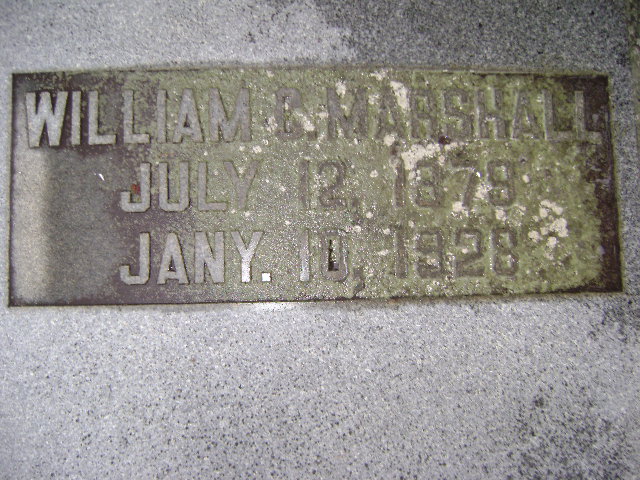 WILLIAM C. MARSHALL
JULY 12, 1879
JANY. 10, 1928